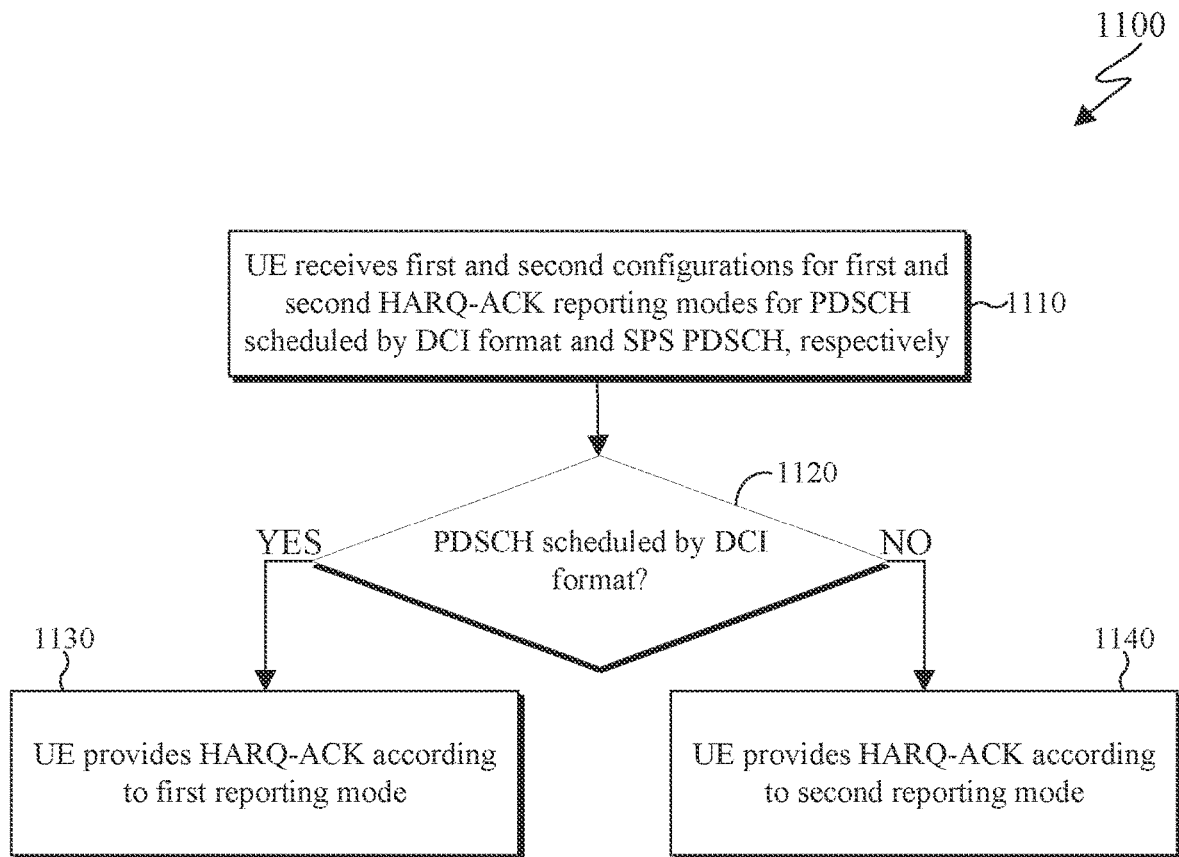 1100
UE receives first and second configurations for first and
second HARQ-ACK reporting modes for PDSCH
scheduled by DCI format and SPS PDSCH, respectively
1110
1120
YES
PDSCH scheduled by DCI
format?
NO
1130
1140
UE provides HARQ-ACK according
to first reporting mode
UE provides HARQ-ACK according
to second reporting mode